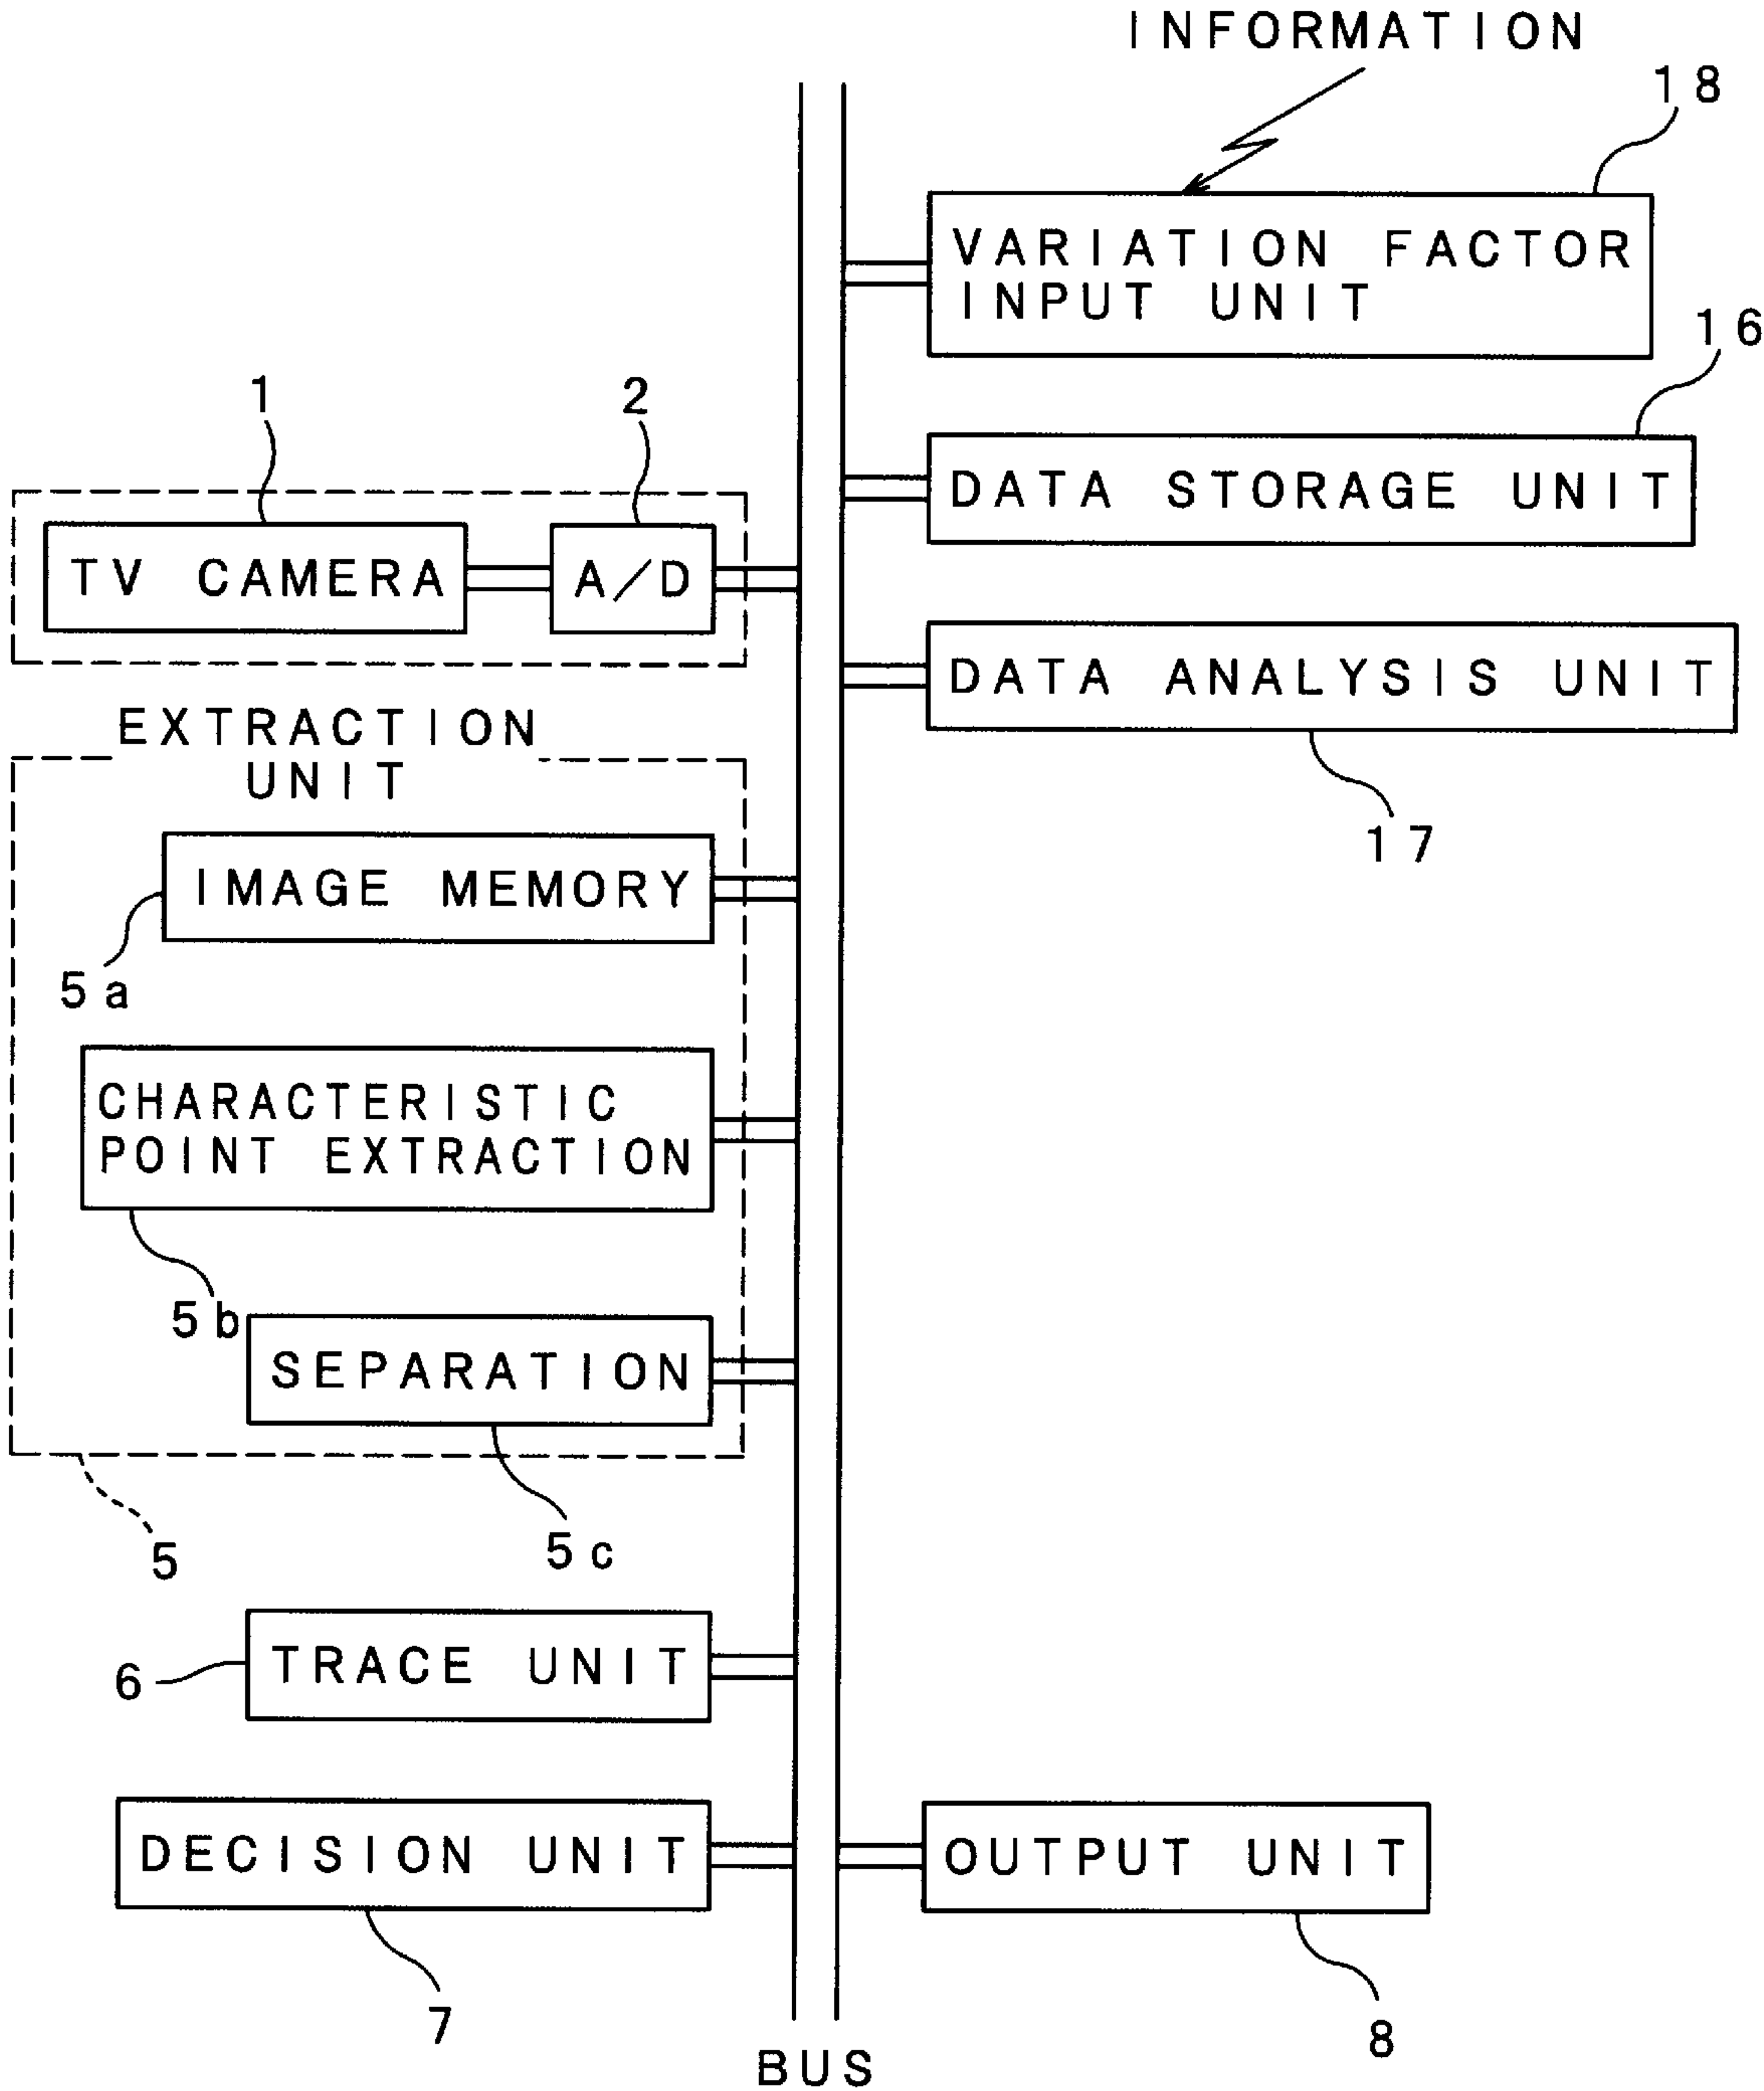 INFORMATION
18
VARIATION FACTOR
INPUT UNIT
16
DATA STORAGE UNIT
1
2
TV CAMERA
A/D
DATA ANALYSIS UNIT
17
EXTRACTION
UNIT
IMAGE MEMORY
5a
CHARACTERISTIC
POINT EXTRACTION
5b
SEPARATION
5c
5
TRACE UNIT
6
DECISION UNIT
7
OUTPUT UNIT
8
BUS